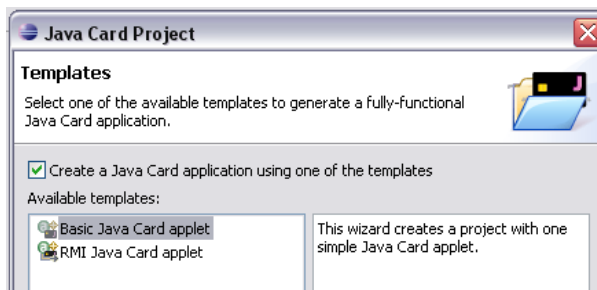 Java Card Project
Templates
Select one of the available templates to generate a fully-functional
Java Card application.
Create a Java Card application using one of the templates
Available templates:
Basic Java Card applet
RMI Java Card applet
This wizard creates a project with one
simple Java Card applet.
J